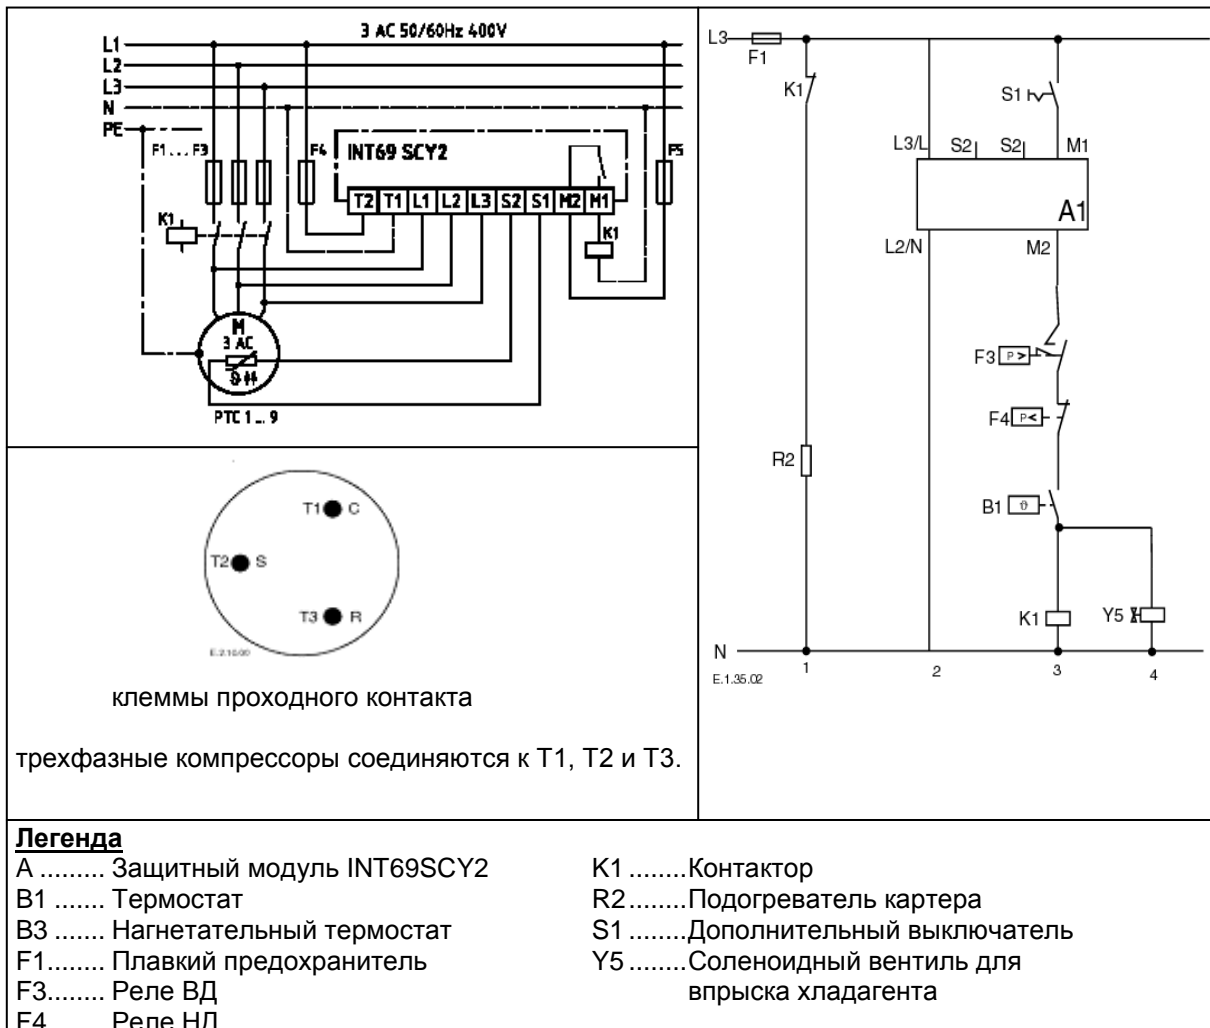 3 AC 50/60Hz 400V
L1
L2
L3
N
PE
F1...F3
F4
INT69 SCY2
F5
T2 T1 L1 L2 L3 S2 S1 M2 M1
K1
K1
M
3 AC
PTC 1...9
T1 C
T2 S
T3 R
E.2.10.00
клеммы проходного контакта
трехфазные компрессоры соединяются к T1, T2 и T3.
L3
F1
K1
S1
L3/L S2 S2 M1
A1
L2/N M2
F3 P >
F4 P <
R2
B1 θ
K1 Y5
N
E.1.35.02
1 2 3 4
Легенда
A ......... Защитный модуль INT69SCY2
B1 ....... Термостат
B3 ....... Нагнетательный термостат
F1........ Плавкий предохранитель
F3........ Реле ВД
F4 Реле НД
K1 ........Контактор
R2 ........Подогреватель картера
S1 ........Дополнительный выключатель
Y5 ........Соленоидный вентиль для
впрыска хладагента